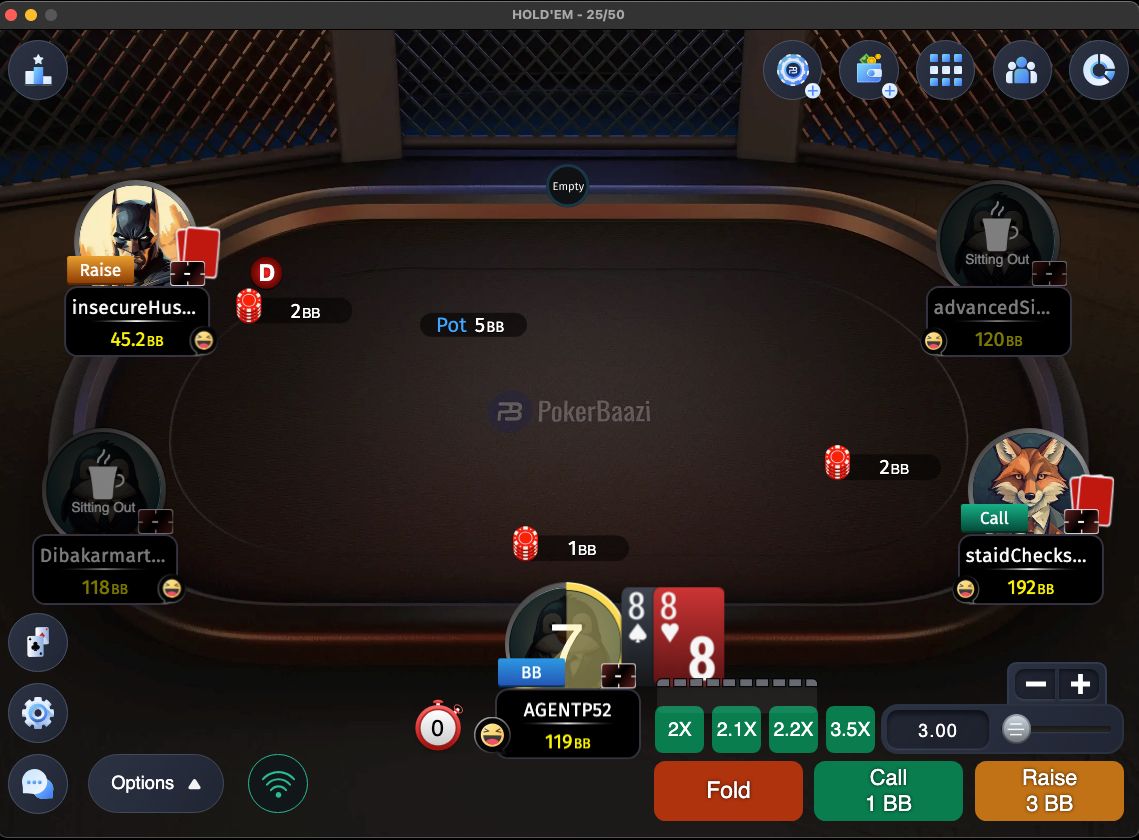 HOLD'EM - 25/50
Empty
Sitting Out
Raise
-
-
D
insecureHus...
45.2BB
2BB
Pot 5BB
advancedSi...
120BB
PB PokerBaazi
2BB
Sitting Out
-
Call
-
Dibakarmart...
118BB
1BB
staidChecks...
192BB
7
8
8
8
BB
-
0
AGENTP52
119BB
2X
2.1X
2.2X
3.5X
3.00
Options
Fold
Call
1 BB
Raise
3 BB